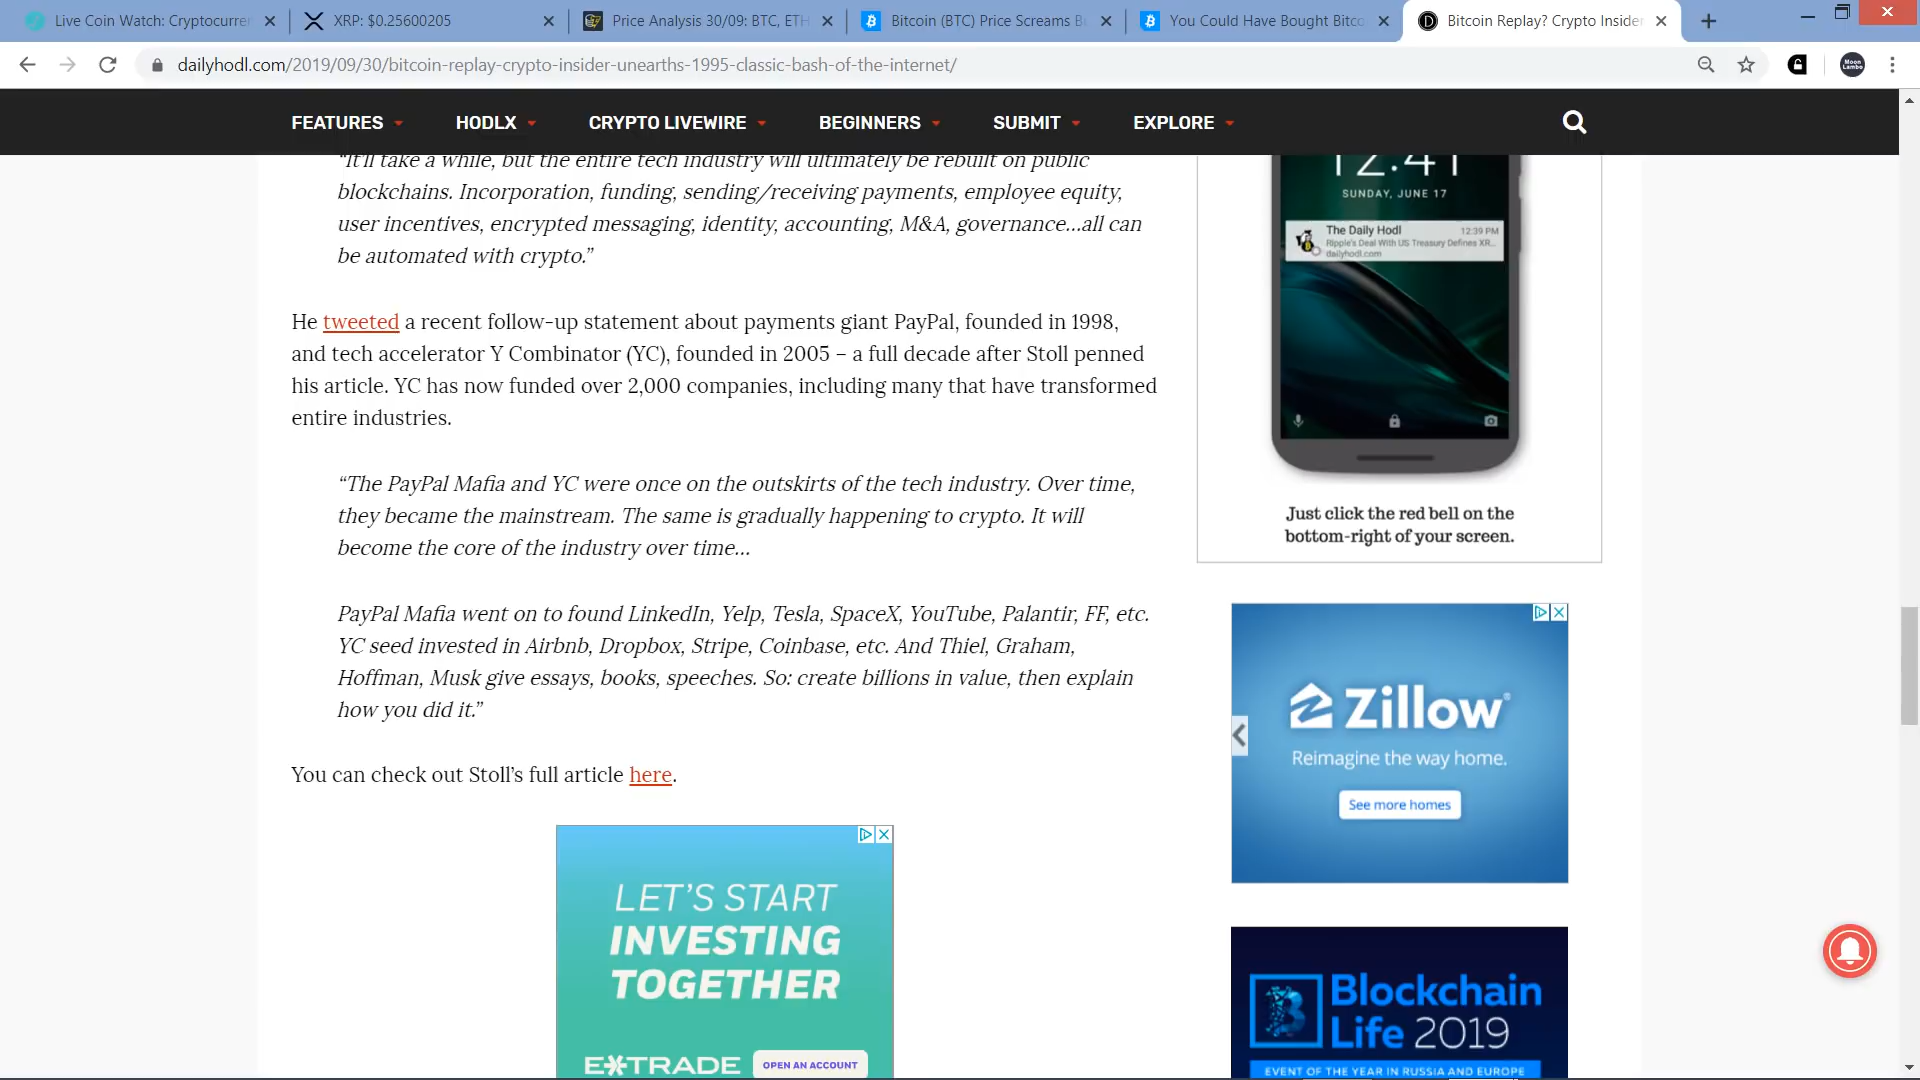 Live Coin Watch: Cryptocurren
XRP: $0.25600205
Price Analysis 30/09: BTC, ETH
Bitcoin (BTC) Price Screams B
You Could Have Bought Bitco
Bitcoin Replay? Crypto Insider
dailyhodl.com/2019/09/30/bitcoin-replay-crypto-insider-unearths-1995-classic-bash-of-the-internet/
Moon
Lambo
FEATURES
HODLX
CRYPTO LIVEWIRE
BEGINNERS
SUBMIT
EXPLORE
“It’ll take a while, but the entire tech industry will ultimately be rebuilt on public
blockchains. Incorporation, funding, sending/receiving payments, employee equity,
user incentives, encrypted messaging, identity, accounting, M&A, governance…all can
be automated with crypto.”
He tweeted a recent follow-up statement about payments giant PayPal, founded in 1998,
and tech accelerator Y Combinator (YC), founded in 2005 – a full decade after Stoll penned
his article. YC has now funded over 2,000 companies, including many that have transformed
entire industries.
“The PayPal Mafia and YC were once on the outskirts of the tech industry. Over time,
they became the mainstream. The same is gradually happening to crypto. It will
become the core of the industry over time…
PayPal Mafia went on to found LinkedIn, Yelp, Tesla, SpaceX, YouTube, Palantir, FF, etc.
YC seed invested in Airbnb, Dropbox, Stripe, Coinbase, etc. And Thiel, Graham,
Hoffman, Musk give essays, books, speeches. So: create billions in value, then explain
how you did it.”
You can check out Stoll’s full article here.
LET’S START
INVESTING
TOGETHER
E*TRADE
OPEN AN ACCOUNT
12:41
SUNDAY, JUNE 17
The Daily Hodl
12:39 PM
Ripple's Deal With US Treasury Defines XR...
dailyhodl.com
Just click the red bell on the
bottom-right of your screen.
Zillow®
Reimagine the way home.
See more homes
Blockchain
Life 2019
EVENT OF THE YEAR IN RUSSIA AND EUROPE